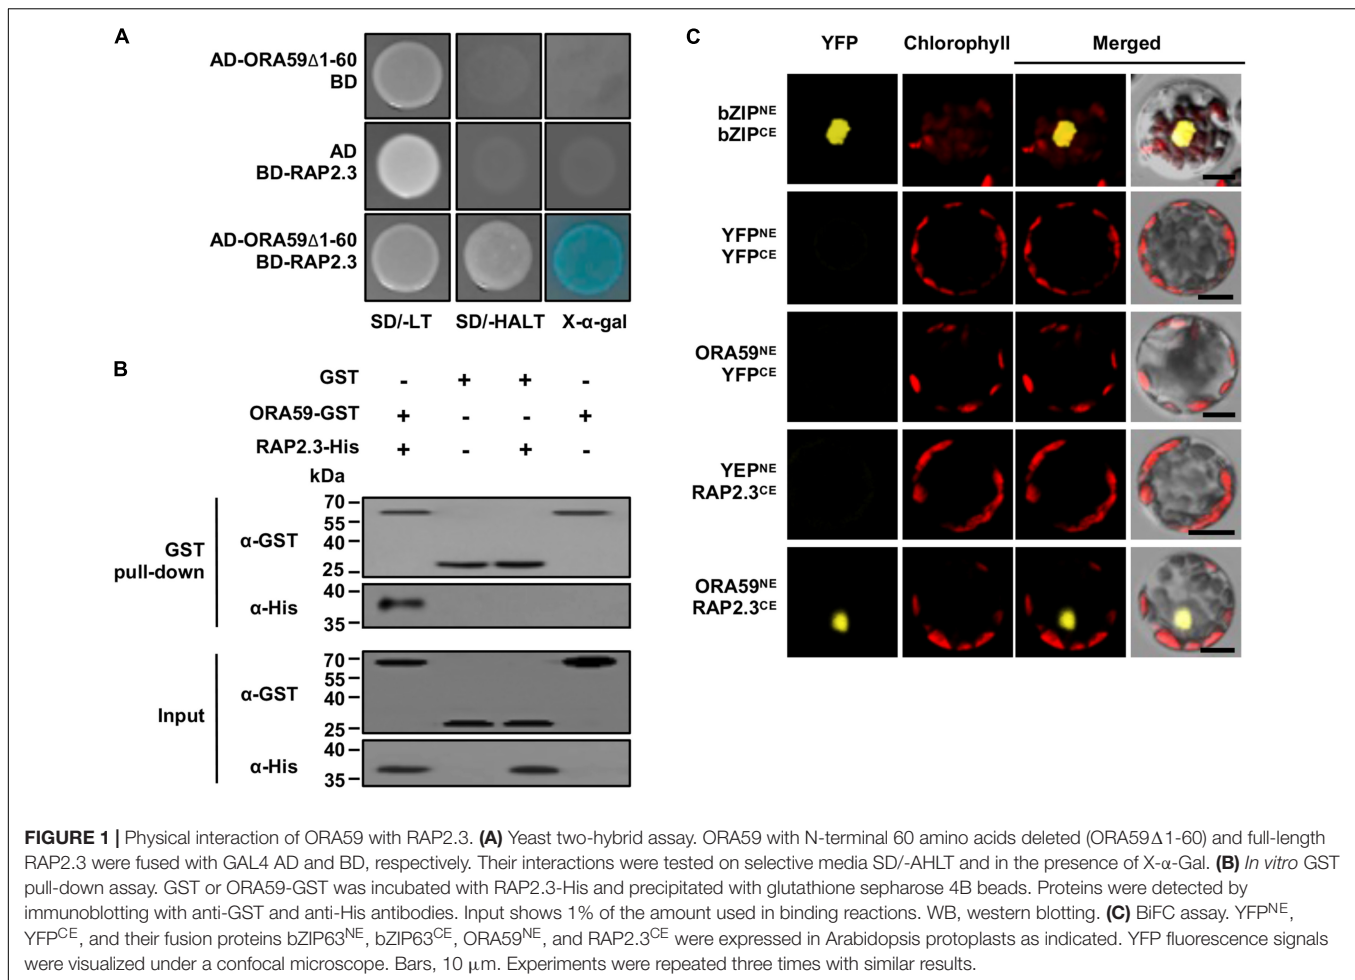 A
AD-ORA59Δ1-60
BD
AD
BD-RAP2.3
AD-ORA59Δ1-60
BD-RAP2.3
SD/-LT SD/-HALT X-α-gal
B
GST - + + -
ORA59-GST + - - +
RAP2.3-His + - + -
kDa
GST
pull-down
α-GST
70
55
40
25
α-His
40
35
Input
α-GST
70
55
40
25
α-His
40
35
C
YFP Chlorophyll Merged
bZIPNE
bZIPCE
YFPNE
YFPCE
ORA59NE
YFPCE
YEPNE
RAP2.3CE
ORA59NE
RAP2.3CE
FIGURE 1 | Physical interaction of ORA59 with RAP2.3. (A) Yeast two-hybrid assay. ORA59 with N-terminal 60 amino acids deleted (ORA59Δ1-60) and full-length
RAP2.3 were fused with GAL4 AD and BD, respectively. Their interactions were tested on selective media SD/-AHLT and in the presence of X-α-Gal. (B) In vitro GST
pull-down assay. GST or ORA59-GST was incubated with RAP2.3-His and precipitated with glutathione sepharose 4B beads. Proteins were detected by
immunoblotting with anti-GST and anti-His antibodies. Input shows 1% of the amount used in binding reactions. WB, western blotting. (C) BiFC assay. YFPNE,
YFPCE, and their fusion proteins bZIP63NE, bZIP63CE, ORA59NE, and RAP2.3CE were expressed in Arabidopsis protoplasts as indicated. YFP fluorescence signals
were visualized under a confocal microscope. Bars, 10 μm. Experiments were repeated three times with similar results.